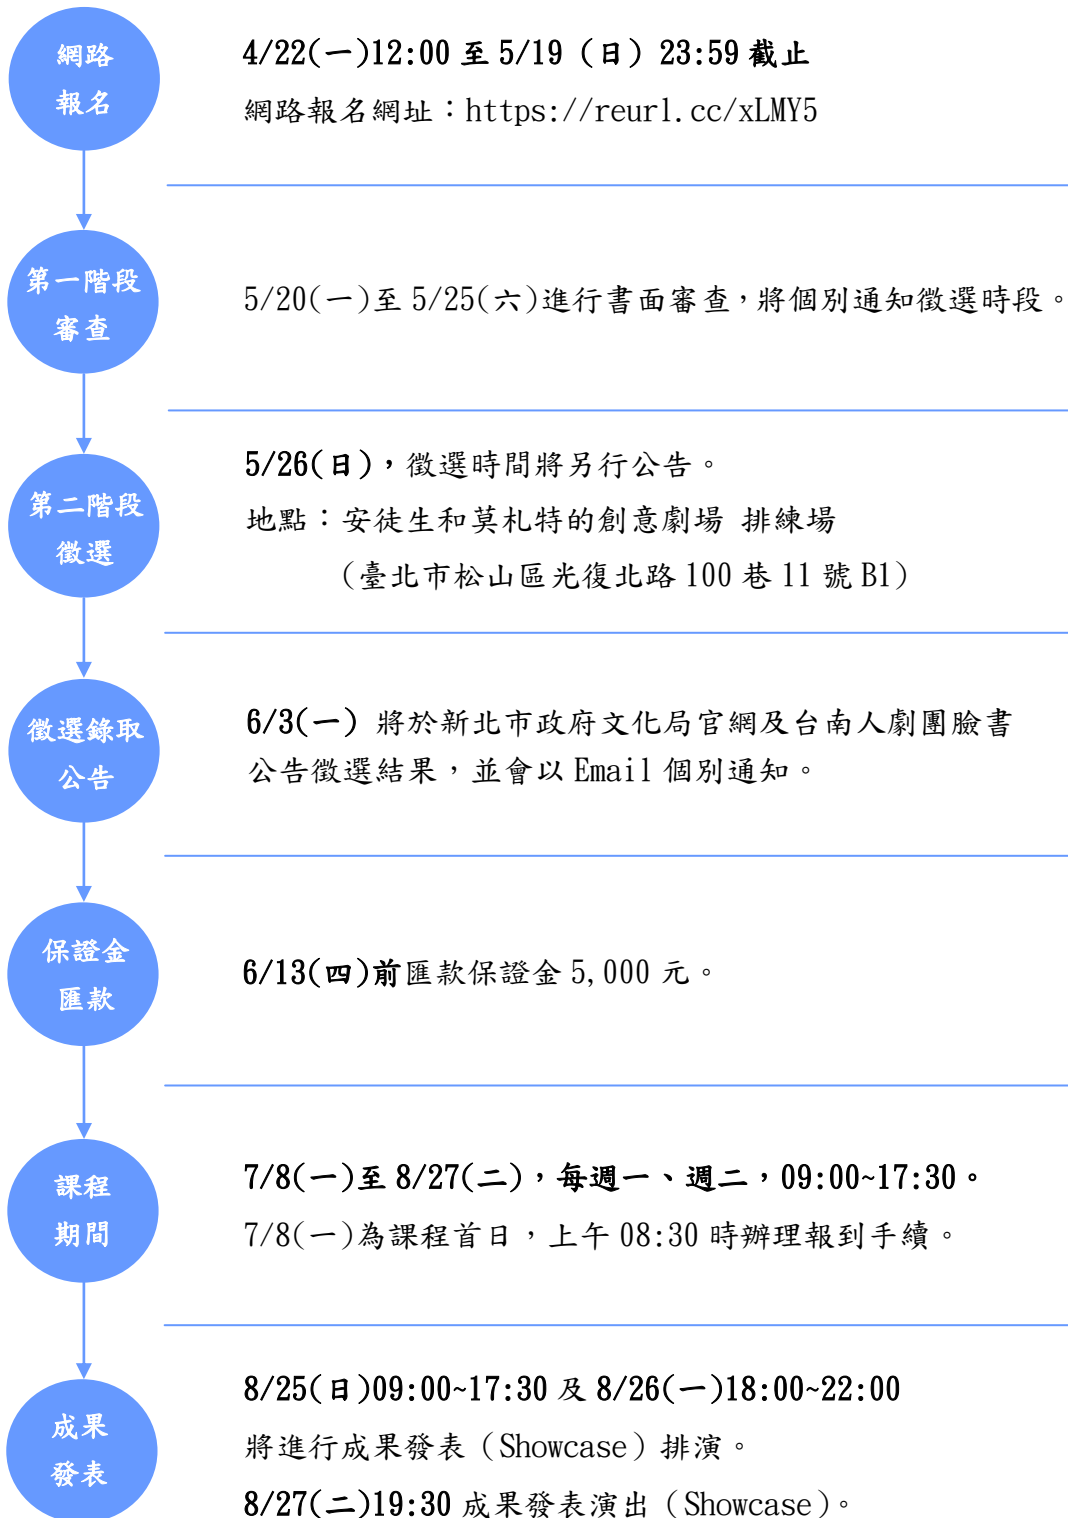 網路
報名
4/22(一)12:00 至 5/19（日）23:59 截止
網路報名網址：https://reurl.cc/xLMY5
第一階段
審查
5/20(一)至 5/25(六)進行書面審查，將個別通知徵選時段。
第二階段
徵選
5/26(日)，徵選時間將另行公告。
地點：安徒生和莫札特的創意劇場 排練場
（臺北市松山區光復北路 100 巷 11 號 B1）
徵選錄取
公告
6/3(一) 將於新北市政府文化局官網及台南人劇團臉書
公告徵選結果，並會以 Email 個別通知。
保證金
匯款
6/13(四)前匯款保證金 5,000 元。
課程
期間
7/8(一)至 8/27(二)，每週一、週二，09:00~17:30。
7/8(一)為課程首日，上午 08:30 時辦理報到手續。
成果
發表
8/25(日)09:00~17:30 及 8/26(一)18:00~22:00
將進行成果發表（Showcase）排演。
8/27(二)19:30 成果發表演出（Showcase）。